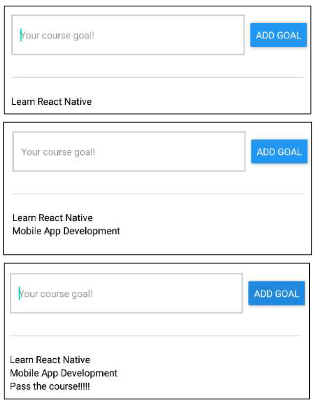 Your course goal!
ADD GOAL
Learn React Native
Your course goal!
ADD GOAL
Learn React Native
Mobile App Development
Your course goal!
ADD GOAL
Learn React Native
Mobile App Development
Pass the course!!!!!